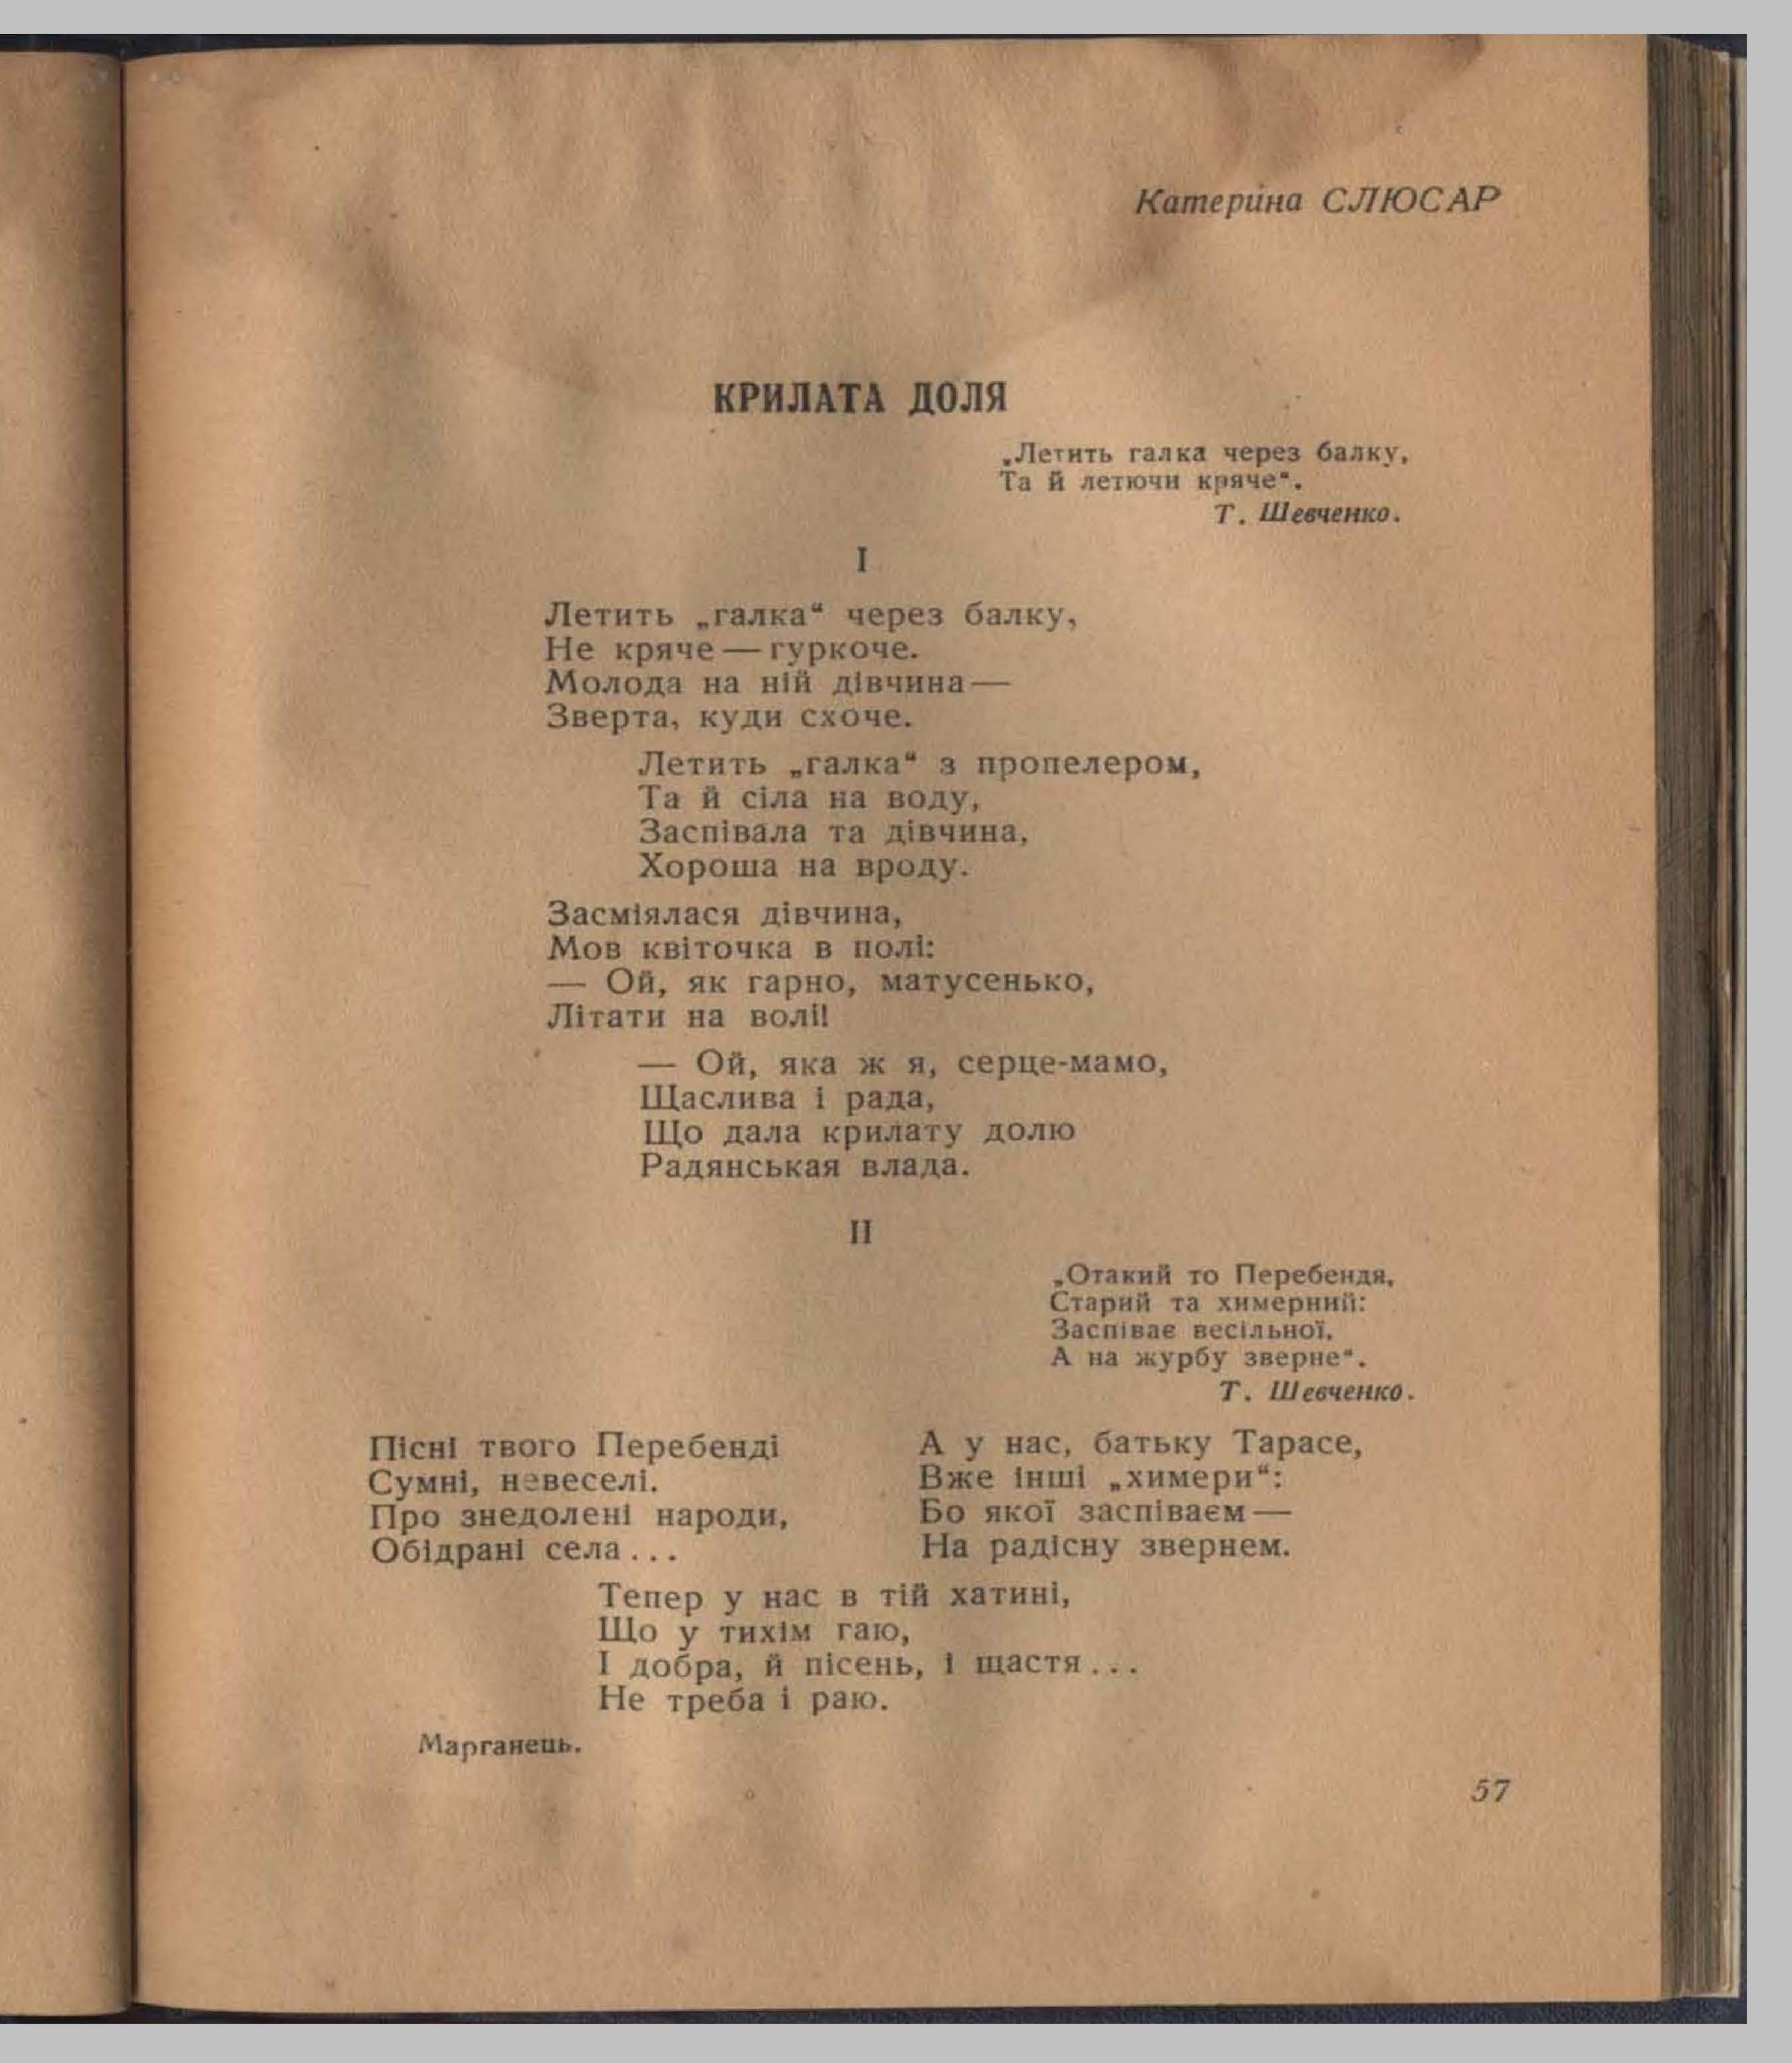 Катерина СЛЮСАР
КРИЛАТА ДОЛЯ
„Летить галка через балку,
Та й летючи кряче“.
Т. Шевченко.
I
Летить „галка“ через балку,
Не кряче — гуркоче.
Молода на ній дівчина —
Зверта, куди схоче.
Летить „галка“ з пропелером,
Та й сіла на воду,
Заспівала та дівчина,
Хороша на вроду.
Засміялася дівчина,
Мов квіточка в полі:
— Ой, як гарно, матусенько,
Літати на волі!
— Ой, яка ж я, серце-мамо,
Щаслива і рада,
Що дала крилату долю
Радянськая влада.
II
„Отакий то Перебендя,
Старий та химерний:
Заспіває весільної,
А на журбу зверне“.
Т. Шевченко.
Пісні твого Перебенді
Сумні, невеселі.
Про знедолені народи,
Обідрані села...
А у нас, батьку Тарасе,
Вже інші „химери“:
Бо якої заспіваєм —
На радісну звернем.
Тепер у нас в тій хатині,
Що у тихім гаю,
І добра, й пісень, і щастя...
Не треба і раю.
Марганець.
57